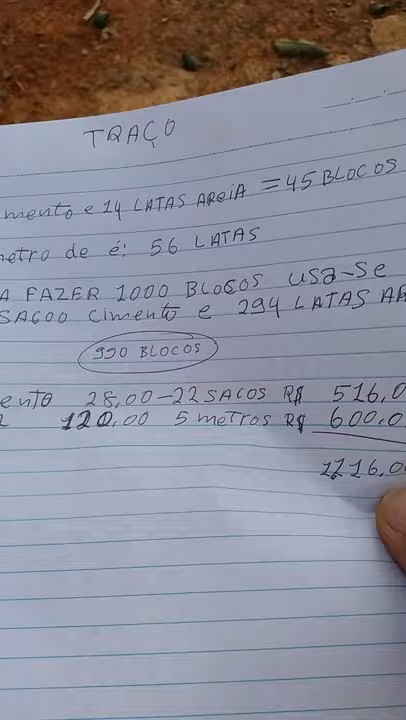 TRAÇO
mento e 14 LATAS AREIA = 45 BLOCOS
metro de é: 56 LATAS
A FAZER 1000 BLOCOS USA-SE
SACOO cimento e 294 LATAS AR
990 BLOCOS
ento 28,00-22 SACOS R$ 516,0
120,00 5 metros R$ 600,0
1216,0